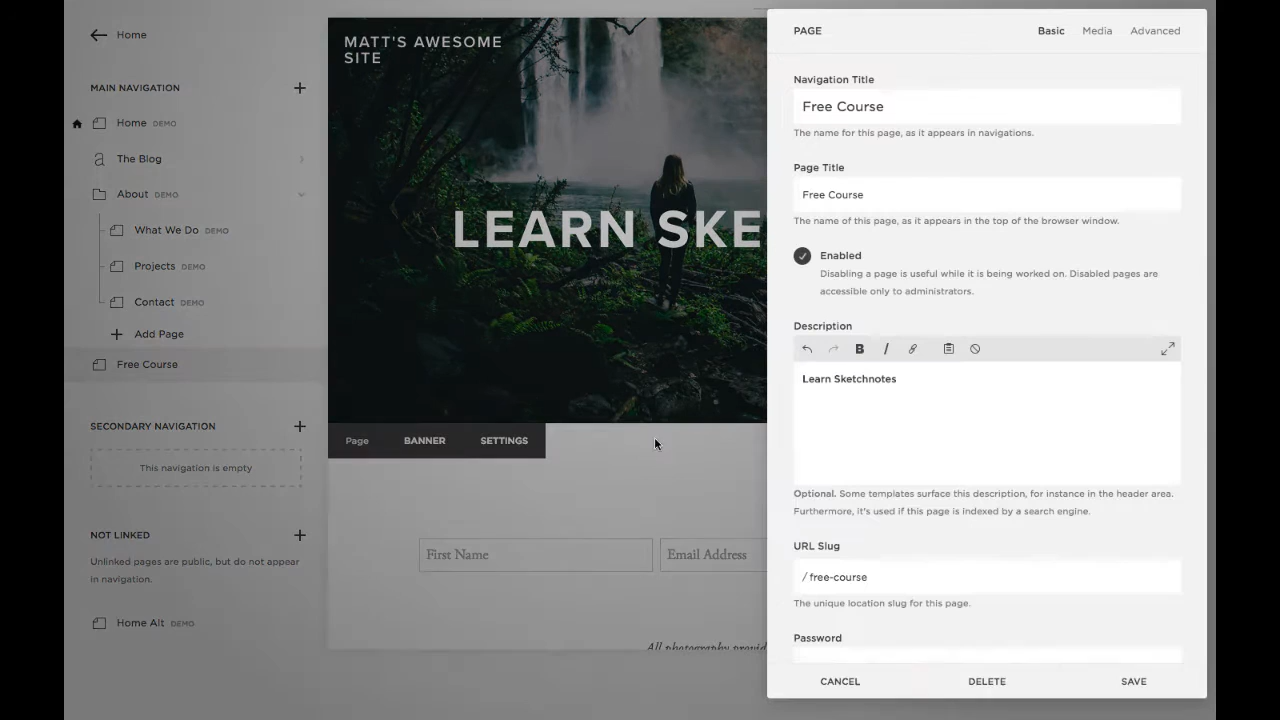 Home
MAIN NAVIGATION
Home DEMO
The Blog
About DEMO
What We Do DEMO
Projects DEMO
Contact DEMO
Add Page
Free Course
SECONDARY NAVIGATION
This navigation is empty
NOT LINKED
Unlinked pages are public, but do not appear
in navigation.
Home Alt DEMO
MATT'S AWESOME
SITE
LEARN SKE
Page BANNER SETTINGS
First Name Email Address
All photography provid
PAGE Basic Media Advanced
Navigation Title
Free Course
The name for this page, as it appears in navigations.
Page Title
Free Course
The name of this page, as it appears in the top of the browser window.
Enabled
Disabling a page is useful while it is being worked on. Disabled pages are
accessible only to administrators.
Description
B I
Learn Sketchnotes
Optional. Some templates surface this description, for instance in the header area.
Furthermore, it's used if this page is indexed by a search engine.
URL Slug
/ free-course
The unique location slug for this page.
Password
CANCEL DELETE SAVE